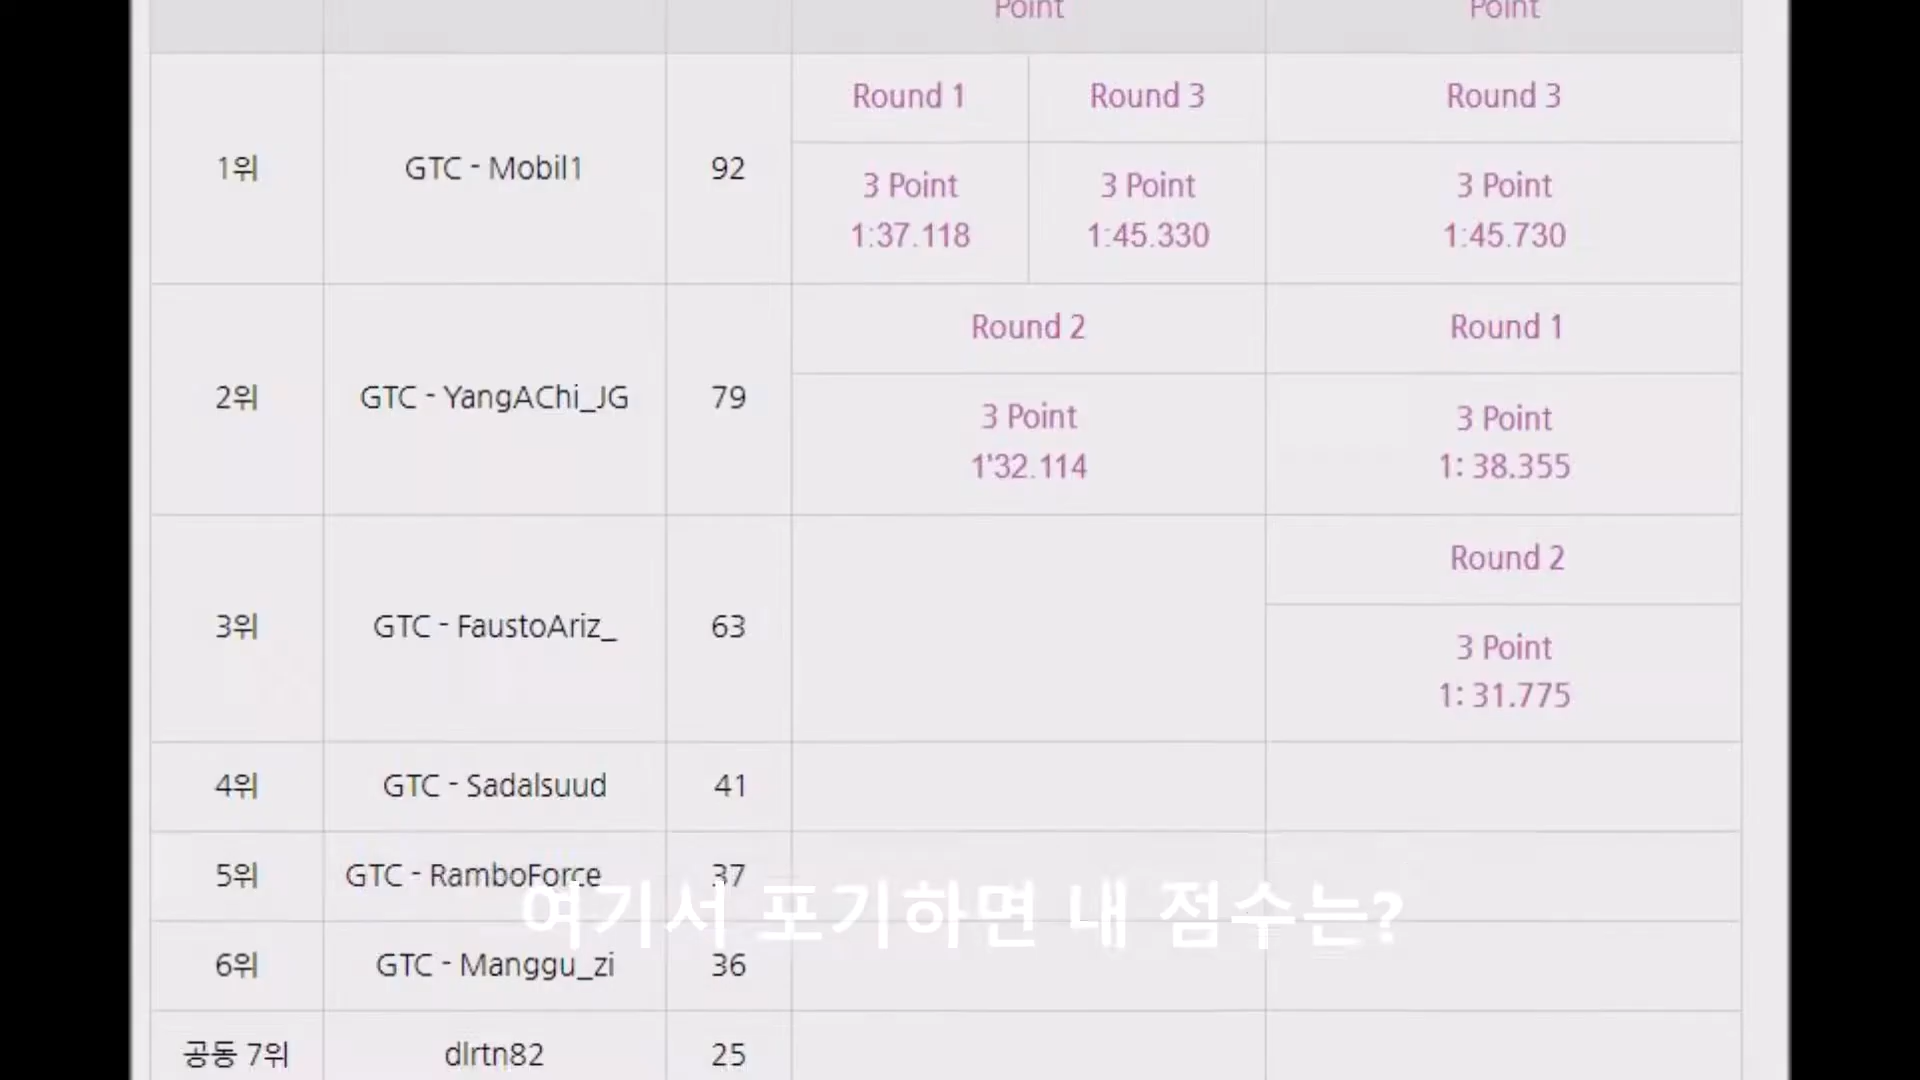 Point Point
Round 1 Round 3 Round 3
1위 GTC - Mobil1 92
3 Point 3 Point 3 Point
1:37.118 1:45.330 1:45.730
Round 2 Round 1
2위 GTC - YangAChi_JG 79
3 Point 3 Point
1'32.114 1: 38.355
Round 2
3위 GTC - FaustoAriz_ 63
3 Point
1: 31.775
4위 GTC - Sadalsuud 41
5위 GTC - RamboForce 37
여기서 포기하면 내 점수는?
6위 GTC - Manggu_zi 36
공동 7위 dlrtn82 25